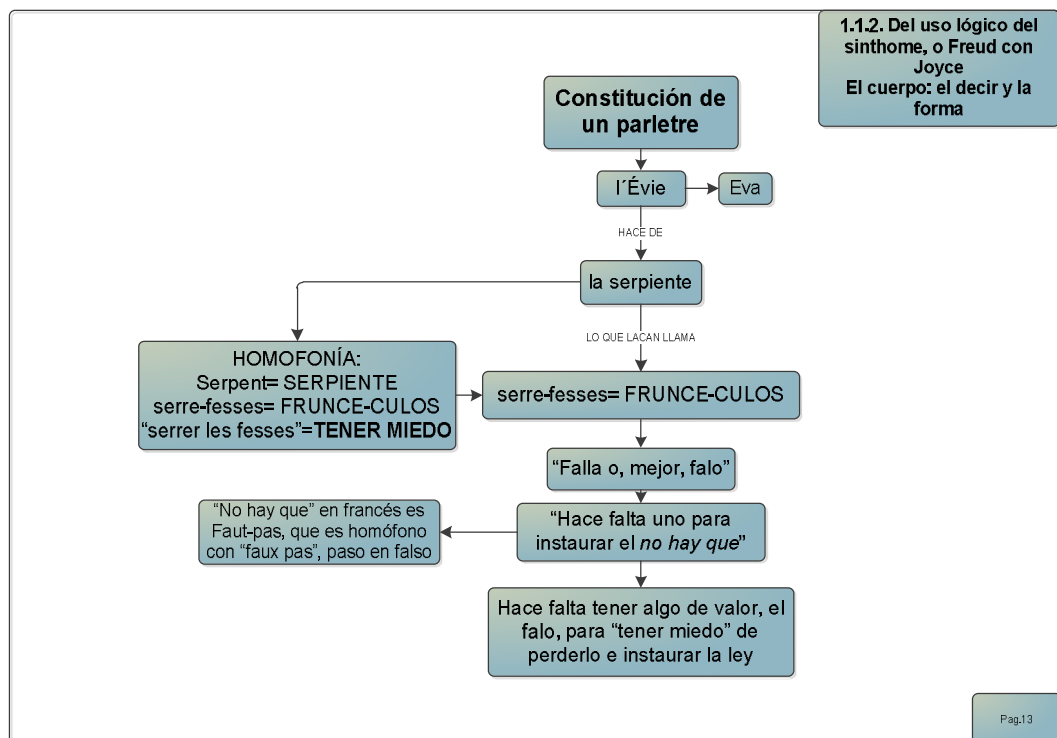 1.1.2. Del uso lógico del
sinthome, o Freud con
Joyce
El cuerpo: el decir y la
forma
Constitución de
un parletre
l´Évie
Eva
HACE DE
la serpiente
LO QUE LACAN LLAMA
HOMOFONÍA:
Serpent= SERPIENTE
serre-fesses= FRUNCE-CULOS
“serrer les fesses”=TENER MIEDO
serre-fesses= FRUNCE-CULOS
“Falla o, mejor, falo”
“No hay que” en francés es
Faut-pas, que es homófono
con “faux pas”, paso en falso
“Hace falta uno para
instaurar el no hay que”
Hace falta tener algo de valor, el
falo, para “tener miedo” de
perderlo e instaurar la ley
Pag.13